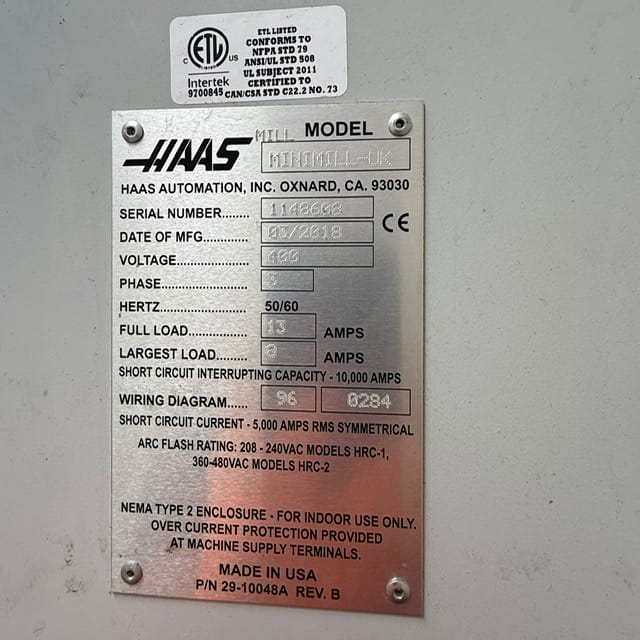 ETL LISTED
CONFORMS TO
NFPA STD 79
ANSI/UL STD 508
UL SUBJECT 2011
CERTIFIED TO
CAN/CSA STD C22.2 NO. 73
C ETL US
Intertek
9700845
HAAS MILL MODEL MINIMILL-UK
HAAS AUTOMATION, INC. OXNARD, CA. 93030
SERIAL NUMBER........ 1148608
DATE OF MFG............. 03/2018 CE
VOLTAGE.................... 400
PHASE........................ 3
HERTZ........................ 50/60
FULL LOAD................ 13 AMPS
LARGEST LOAD......... 8 AMPS
SHORT CIRCUIT INTERRUPTING CAPACITY - 10,000 AMPS
WIRING DIAGRAM...... 96 0284
SHORT CIRCUIT CURRENT - 5,000 AMPS RMS SYMMETRICAL
ARC FLASH RATING: 208 - 240VAC MODELS HRC-1,
360-480VAC MODELS HRC-2
NEMA TYPE 2 ENCLOSURE - FOR INDOOR USE ONLY.
OVER CURRENT PROTECTION PROVIDED
AT MACHINE SUPPLY TERMINALS.
MADE IN USA
P/N 29-10048A REV. B